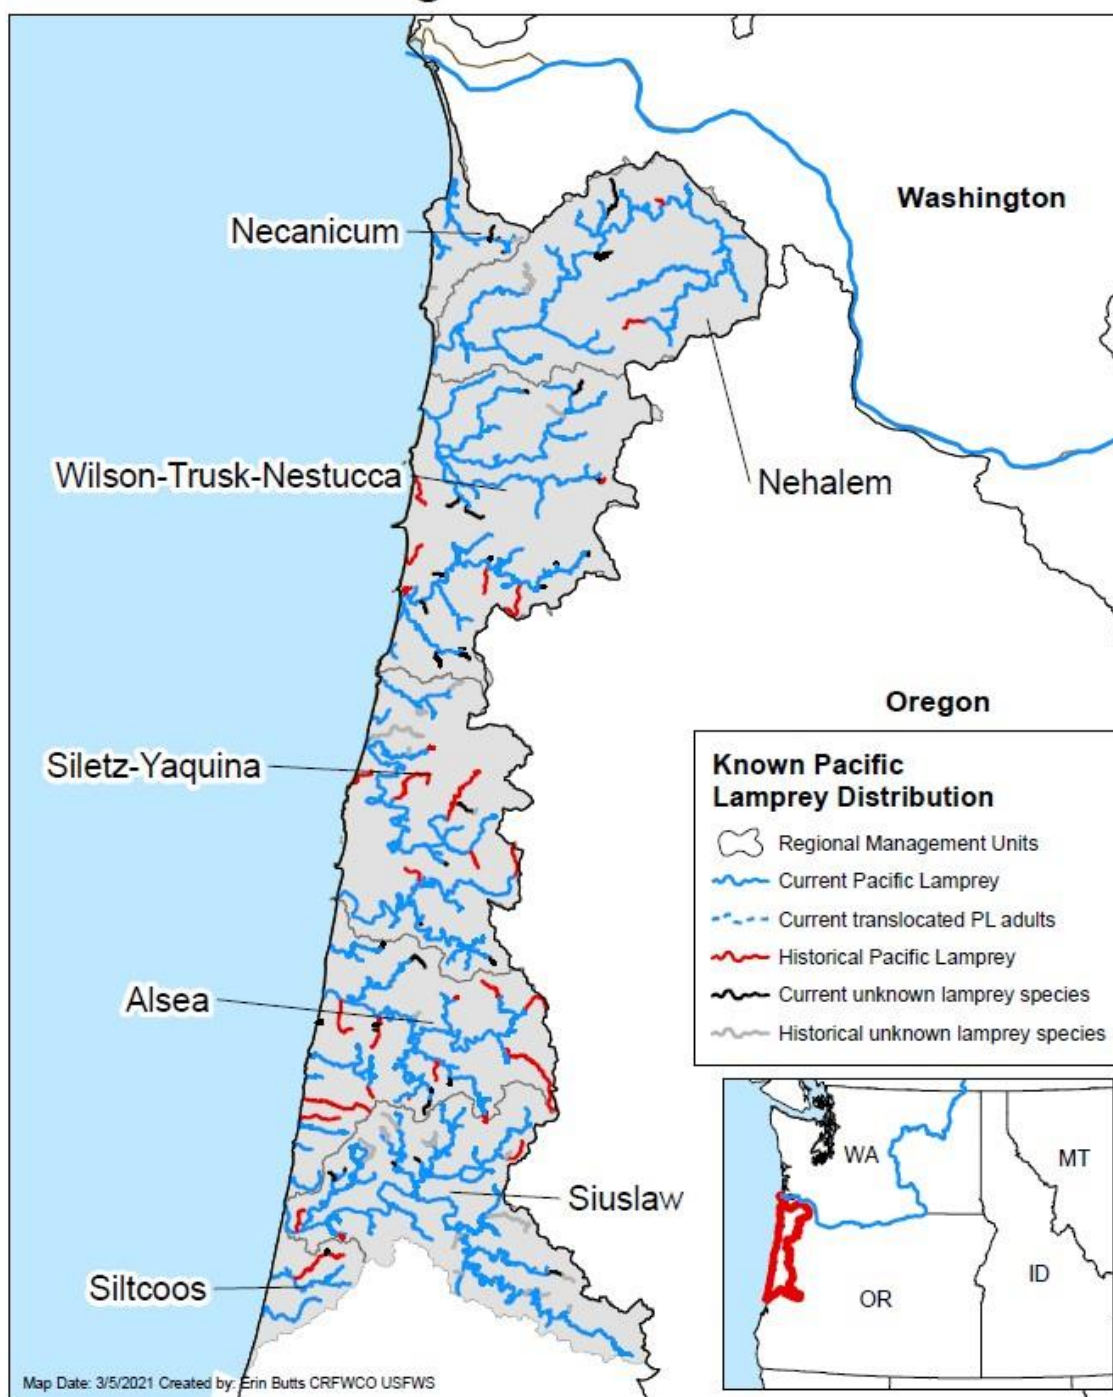 Washington
Necanicum
Wilson-Trusk-Nestucca
Nehalem
Oregon
Siletz-Yaquina
Known Pacific
Lamprey Distribution
Regional Management Units
Current Pacific Lamprey
Current translocated PL adults
Historical Pacific Lamprey
Current unknown lamprey species
Historical unknown lamprey species
Alsea
Siuslaw
Siltcoos
WA
MT
OR
ID
Map Date: 3/5/2021 Created by: Erin Butts CRFWCO USFWS